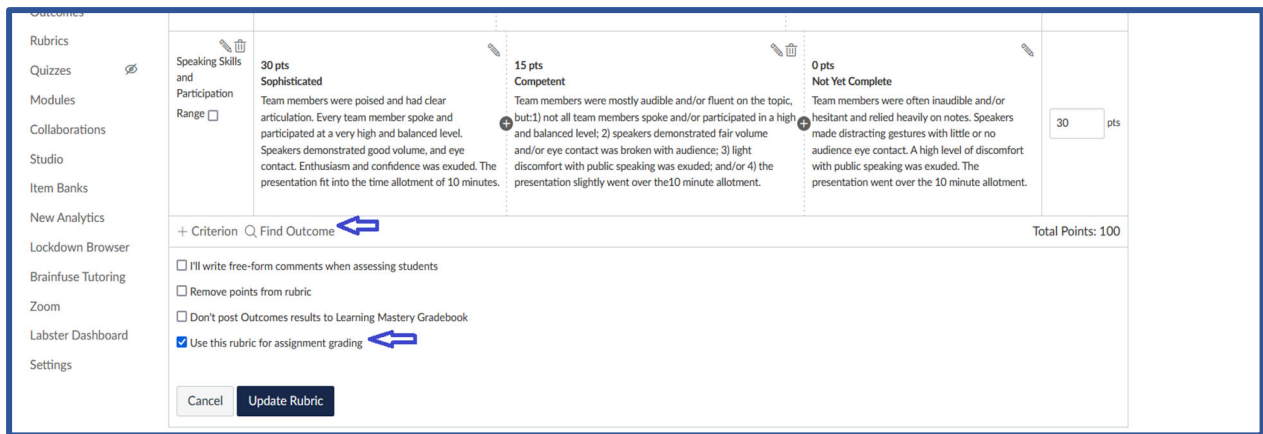 Outcomes
Rubrics
Quizzes
Modules
Collaborations
Studio
Item Banks
New Analytics
Lockdown Browser
Brainfuse Tutoring
Zoom
Labster Dashboard
Settings
Speaking Skills
and
Participation
Range
30 pts
Sophisticated
Team members were poised and had clear
articulation. Every team member spoke and
participated at a very high and balanced level.
Speakers demonstrated good volume, and eye
contact. Enthusiasm and confidence was exuded. The
presentation fit into the time allotment of 10 minutes.
15 pts
Competent
Team members were mostly audible and/or fluent on the topic,
but:1) not all team members spoke and/or participated in a high
and balanced level; 2) speakers demonstrated fair volume
and/or eye contact was broken with audience; 3) light
discomfort with public speaking was exuded; and/or 4) the
presentation slightly went over the10 minute allotment.
0 pts
Not Yet Complete
Team members were often inaudible and/or
hesitant and relied heavily on notes. Speakers
made distracting gestures with little or no
audience eye contact. A high level of discomfort
with public speaking was exuded. The
presentation went over the 10 minute allotment.
30 pts
+ Criterion Find Outcome
Total Points: 100
I'll write free-form comments when assessing students
Remove points from rubric
Don't post Outcomes results to Learning Mastery Gradebook
Use this rubric for assignment grading
Cancel Update Rubric